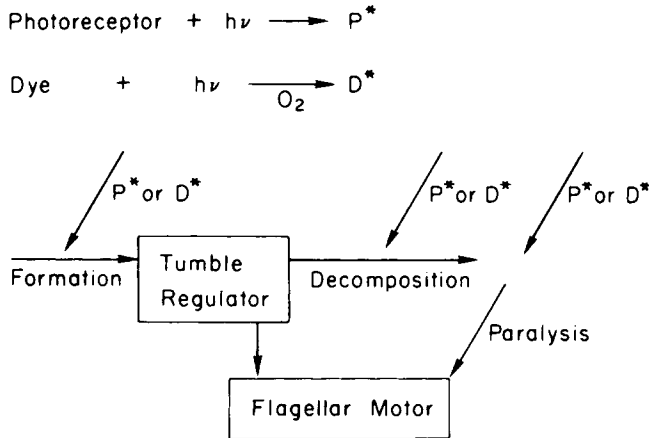 Photoreceptor + hν → P*
Dye + hν → D*
O2
P* or D*
P* or D*
P* or D*
Formation
Tumble
Regulator
Decomposition
Paralysis
Flagellar Motor